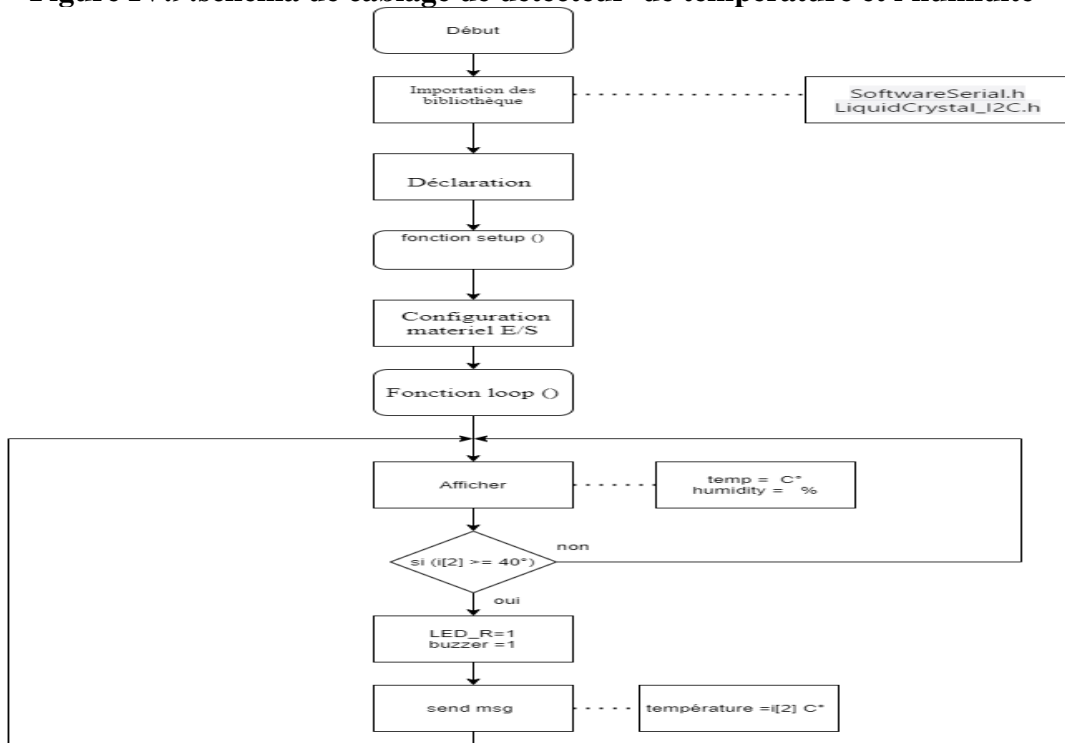 Figure IV.9:schéma de câblage de détecteur de température et l'humidité
Début
Importation des
bibliothèque
SoftwareSerial.h
LiquidCrystal_I2C.h
Déclaration
fonction setup ()
Configuration
materiel E/S
Fonction loop ()
Afficher
temp = C°
humidity = %
si (i[2] >= 40°)
non
oui
LED_R=1
buzzer =1
send msg
température =i[2] C°